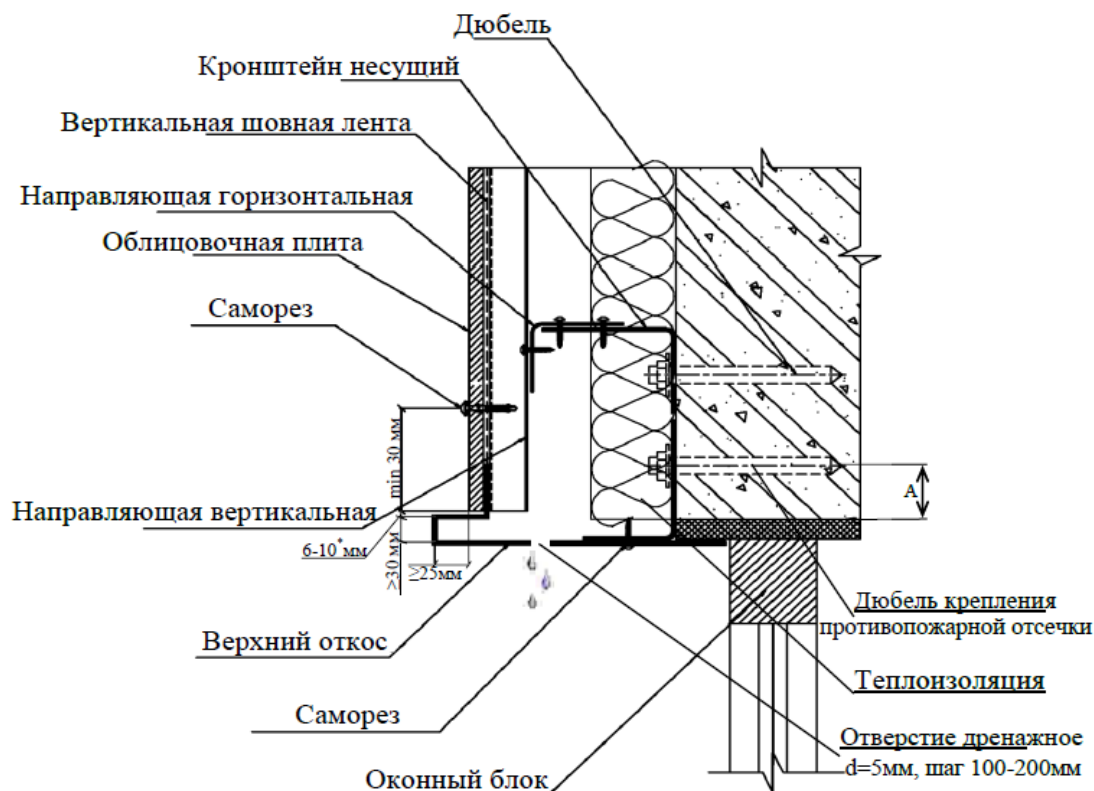 Дюбель
Кронштейн несущий
Вертикальная шовная лента
Направляющая горизонтальная
Облицовочная плита
Саморез
min 30 мм
А
Направляющая вертикальная
6-10*мм
>30 мм
≥25мм
Верхний откос
Дюбель крепления
противопожарной отсечки
Теплоизоляция
Саморез
Отверстие дренажное
d=5мм, шаг 100-200мм
Оконный блок